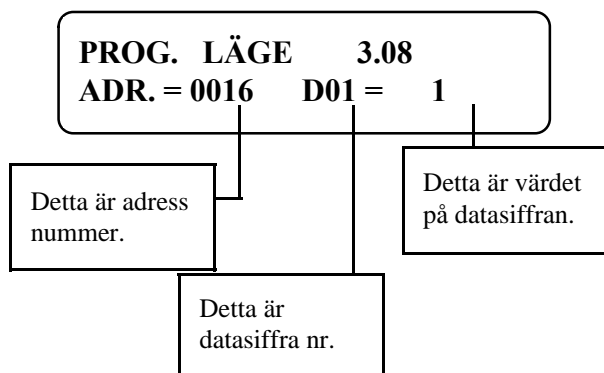 PROG. LÄGE 3.08
ADR. = 0016 D01 = 1
Detta är adress
nummer.
Detta är värdet
på datasiffran.
Detta är
datasiffra nr.